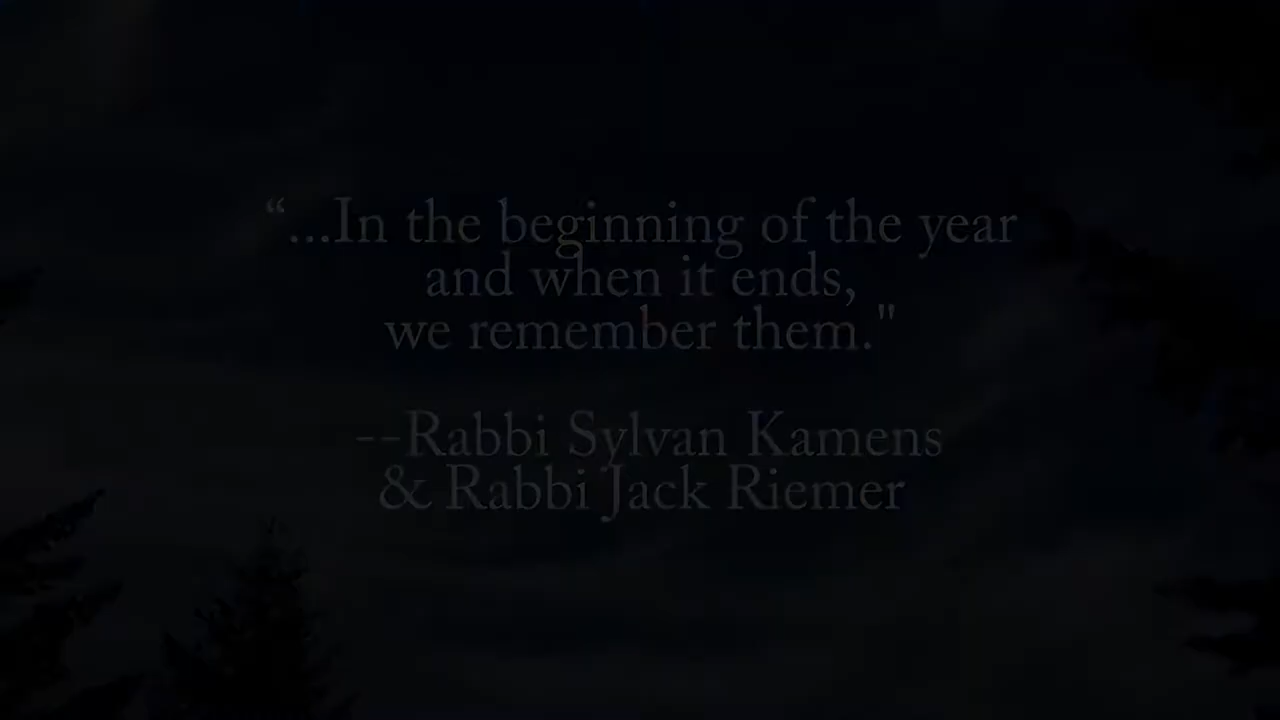 “...In the beginning of the year
and when it ends,
we remember them."
--Rabbi Sylvan Kamens
& Rabbi Jack Riemer